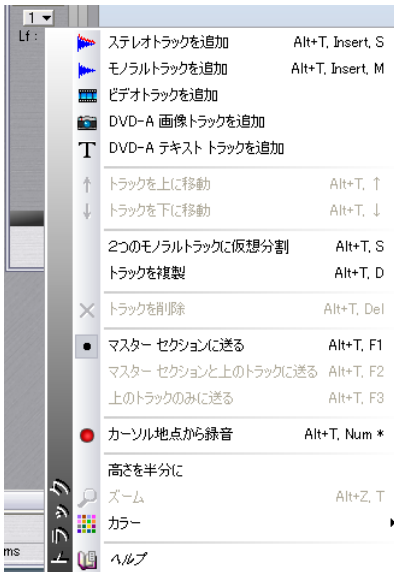 1
Lf :
ステレオトラックを追加 Alt+T, Insert, S
モノラルトラックを追加 Alt+T, Insert, M
ビデオトラックを追加
DVD-A 画像トラックを追加
T DVD-A テキスト トラックを追加
トラックを上に移動 Alt+T, ↑
トラックを下に移動 Alt+T, ↓
2つのモノラルトラックに仮想分割 Alt+T, S
トラックを複製 Alt+T, D
トラックを削除 Alt+T, Del
マスター セクションに送る Alt+T, F1
マスター セクションと上のトラックに送る Alt+T, F2
上のトラックのみに送る Alt+T, F3
カーソル地点から録音 Alt+T, Num *
高さを半分に
ズーム Alt+Z, T
カラー
ヘルプ
トラック
ms